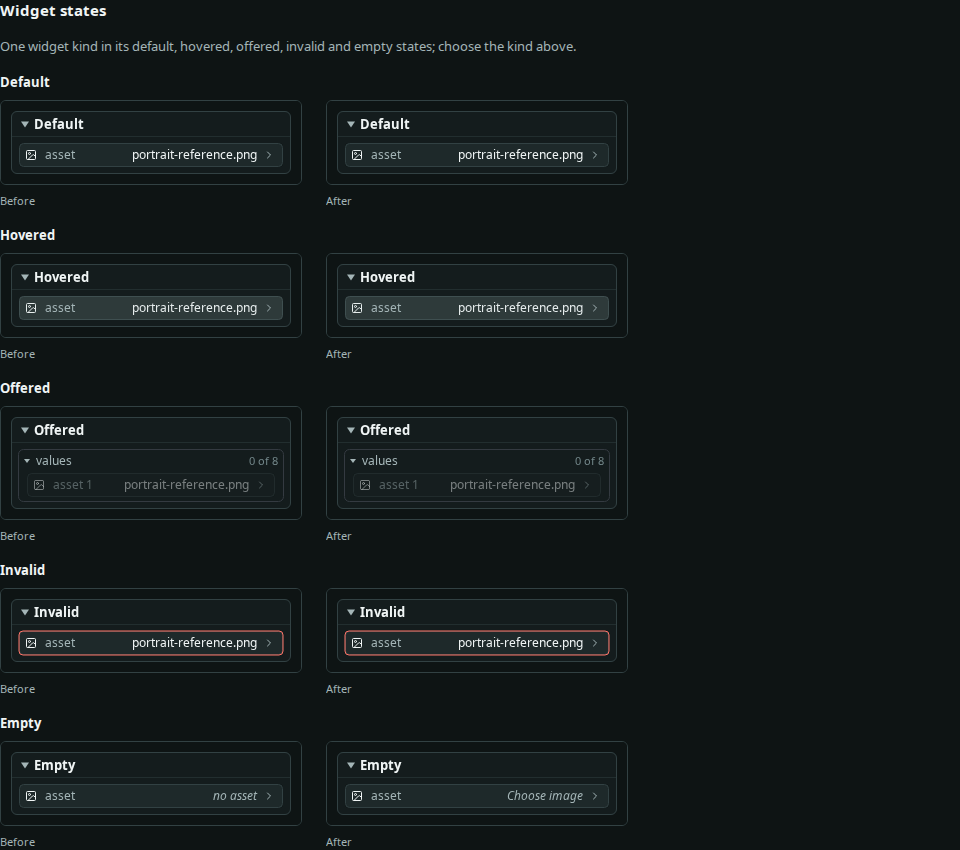 Widget states
One widget kind in its default, hovered, offered, invalid and empty states; choose the kind above.
Default
Default
asset portrait-reference.png
Default
asset portrait-reference.png
Before
After
Hovered
Hovered
asset portrait-reference.png
Hovered
asset portrait-reference.png
Before
After
Offered
Offered
values 0 of 8
asset 1 portrait-reference.png
Offered
values 0 of 8
asset 1 portrait-reference.png
Before
After
Invalid
Invalid
asset portrait-reference.png
Invalid
asset portrait-reference.png
Before
After
Empty
Empty
asset no asset
Empty
asset Choose image
Before
After